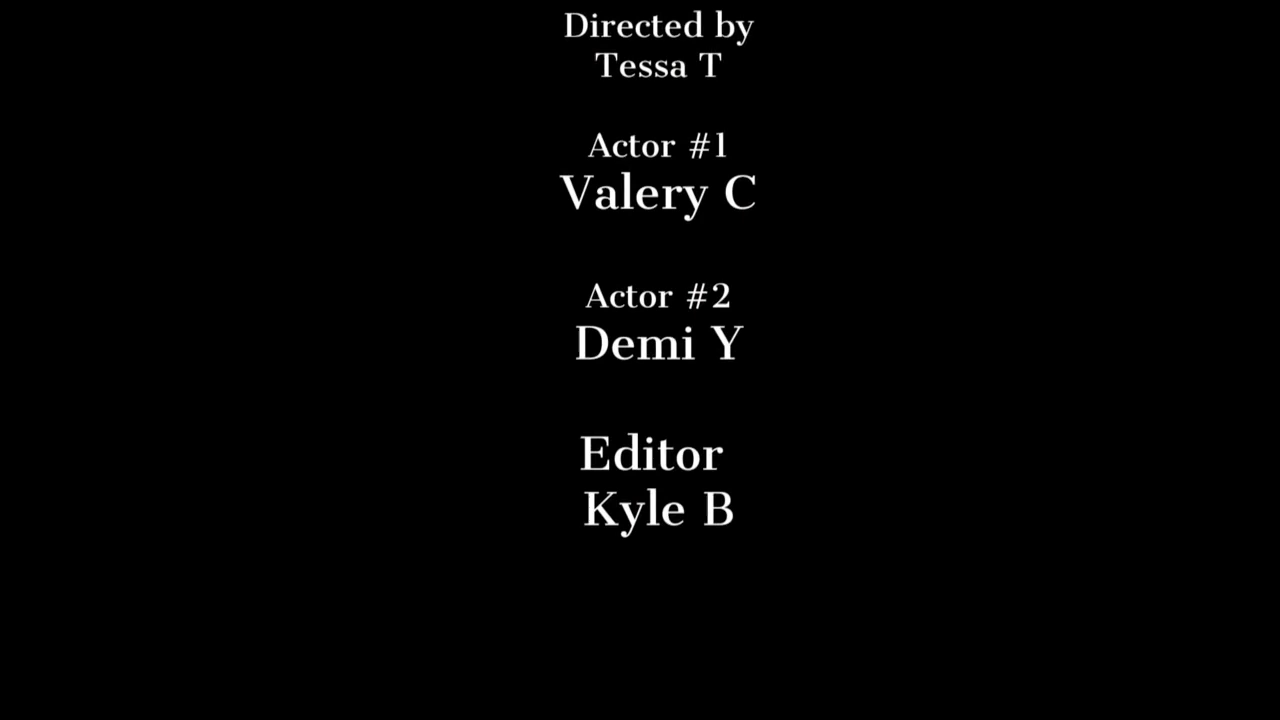 Directed by
Tessa T
Actor #1
Valery C
Actor #2
Demi Y
Editor
Kyle B